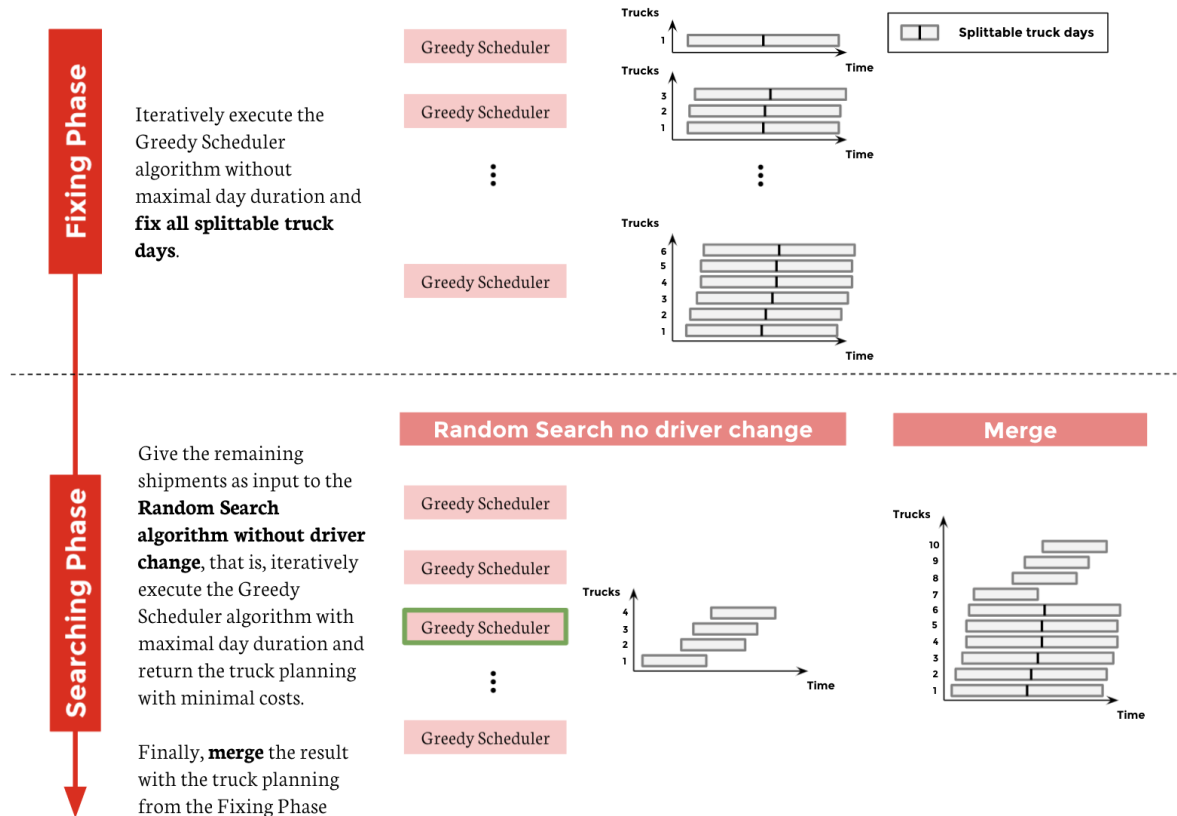 Fixing Phase
Iteratively execute the
Greedy Scheduler
algorithm without
maximal day duration and
fix all splittable truck
days.
Greedy Scheduler
Greedy Scheduler
Greedy Scheduler
Trucks
1
Time
Trucks
3
2
1
Time
Trucks
6
5
4
3
2
1
Time
Splittable truck days
Searching Phase
Give the remaining
shipments as input to the
Random Search
algorithm without driver
change, that is, iteratively
execute the Greedy
Scheduler algorithm with
maximal day duration and
return the truck planning
with minimal costs.
Finally, merge the result
with the truck planning
from the Fixing Phase
Random Search no driver change
Greedy Scheduler
Greedy Scheduler
Greedy Scheduler
Greedy Scheduler
Trucks
4
3
2
1
Time
Merge
Trucks
10
9
8
7
6
5
4
3
2
1
Time